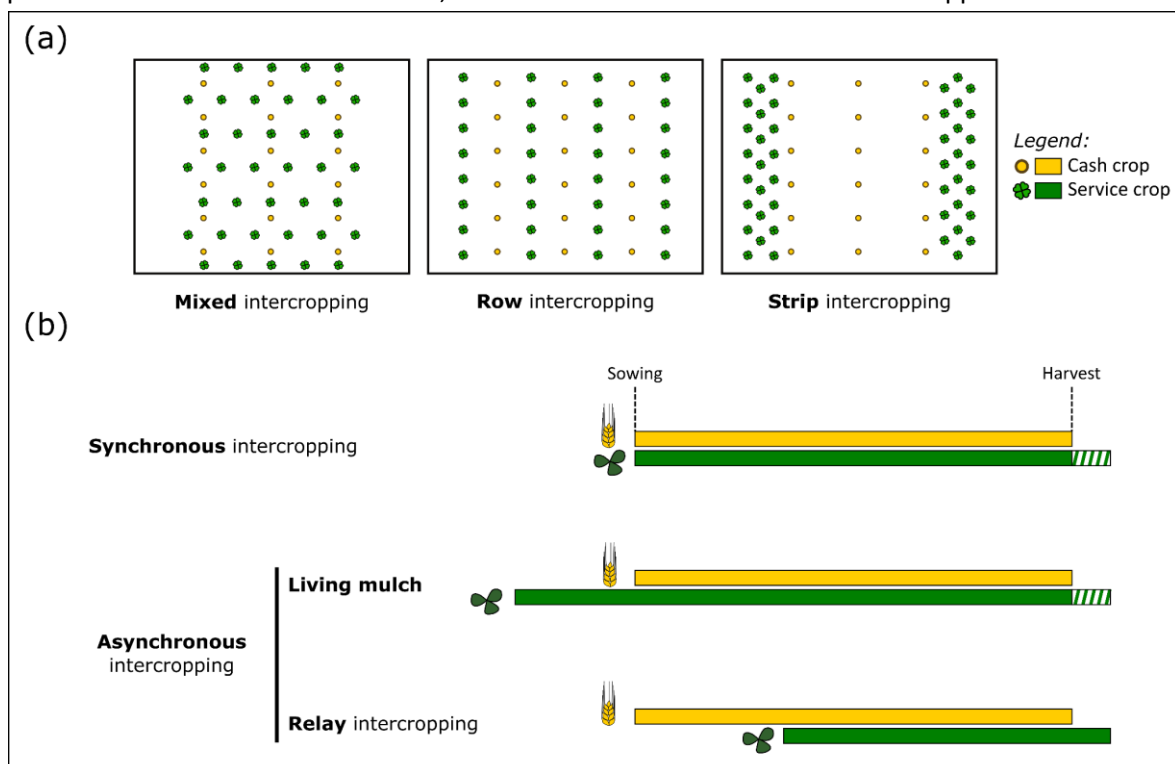 (a)
Legend:
Cash crop
Service crop
Mixed intercropping
Row intercropping
Strip intercropping
(b)
Sowing
Harvest
Synchronous intercropping
Living mulch
Asynchronous
intercropping
Relay intercropping